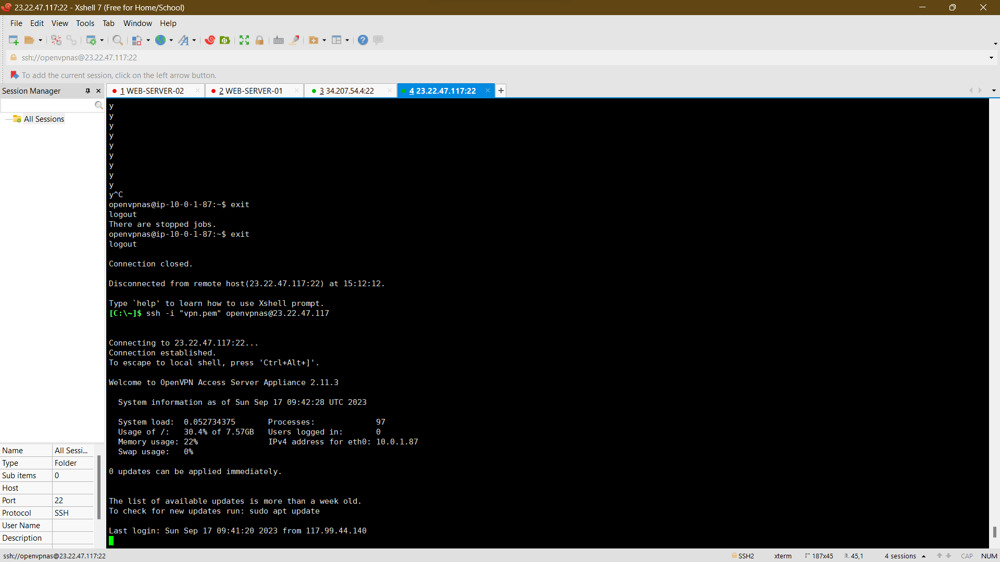 23.22.47.117:22 - Xshell 7 (Free for Home/School)
File Edit View Tools Tab Window Help
ssh://openvpnas@23.22.47.117:22
To add the current session, click on the left arrow button.
Session Manager
1 WEB-SERVER-02
2 WEB-SERVER-01
3 34.207.54.4:22
4 23.22.47.117:22
All Sessions
y
y
y
y
y
y
y
y
y
y^C
openvpnas@ip-10-0-1-87:~$ exit
logout
There are stopped jobs.
openvpnas@ip-10-0-1-87:~$ exit
logout
Connection closed.
Disconnected from remote host(23.22.47.117:22) at 15:12:12.
Type `help' to learn how to use Xshell prompt.
[C:\~]$ ssh -i "vpn.pem" openvpnas@23.22.47.117
Connecting to 23.22.47.117:22...
Connection established.
To escape to local shell, press 'Ctrl+Alt+]'.
Welcome to OpenVPN Access Server Appliance 2.11.3
System information as of Sun Sep 17 09:42:28 UTC 2023
System load: 0.052734375 Processes: 97
Usage of /: 30.4% of 7.57GB Users logged in: 0
Memory usage: 22% IPv4 address for eth0: 10.0.1.87
Swap usage: 0%
0 updates can be applied immediately.
The list of available updates is more than a week old.
To check for new updates run: sudo apt update
Last login: Sun Sep 17 09:41:20 2023 from 117.99.44.140
Name All Sessi...
Type Folder
Sub items 0
Host
Port 22
Protocol SSH
User Name
Description
ssh://openvpnas@23.22.47.117:22
SSH2 xterm 187x45 45,1 4 sessions CAP NUM